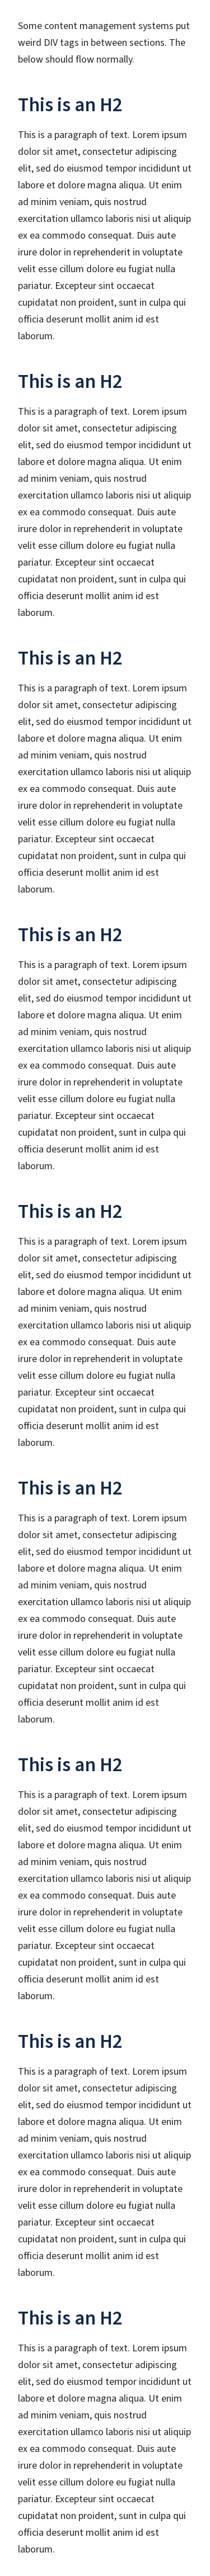 Some content management systems put
weird DIV tags in between sections. The
below should flow normally.
This is an H2
This is a paragraph of text. Lorem ipsum
dolor sit amet, consectetur adipiscing
elit, sed do eiusmod tempor incididunt ut
labore et dolore magna aliqua. Ut enim
ad minim veniam, quis nostrud
exercitation ullamco laboris nisi ut aliquip
ex ea commodo consequat. Duis aute
irure dolor in reprehenderit in voluptate
velit esse cillum dolore eu fugiat nulla
pariatur. Excepteur sint occaecat
cupidatat non proident, sunt in culpa qui
officia deserunt mollit anim id est
laborum.
This is an H2
This is a paragraph of text. Lorem ipsum
dolor sit amet, consectetur adipiscing
elit, sed do eiusmod tempor incididunt ut
labore et dolore magna aliqua. Ut enim
ad minim veniam, quis nostrud
exercitation ullamco laboris nisi ut aliquip
ex ea commodo consequat. Duis aute
irure dolor in reprehenderit in voluptate
velit esse cillum dolore eu fugiat nulla
pariatur. Excepteur sint occaecat
cupidatat non proident, sunt in culpa qui
officia deserunt mollit anim id est
laborum.
This is an H2
This is a paragraph of text. Lorem ipsum
dolor sit amet, consectetur adipiscing
elit, sed do eiusmod tempor incididunt ut
labore et dolore magna aliqua. Ut enim
ad minim veniam, quis nostrud
exercitation ullamco laboris nisi ut aliquip
ex ea commodo consequat. Duis aute
irure dolor in reprehenderit in voluptate
velit esse cillum dolore eu fugiat nulla
pariatur. Excepteur sint occaecat
cupidatat non proident, sunt in culpa qui
officia deserunt mollit anim id est
laborum.
This is an H2
This is a paragraph of text. Lorem ipsum
dolor sit amet, consectetur adipiscing
elit, sed do eiusmod tempor incididunt ut
labore et dolore magna aliqua. Ut enim
ad minim veniam, quis nostrud
exercitation ullamco laboris nisi ut aliquip
ex ea commodo consequat. Duis aute
irure dolor in reprehenderit in voluptate
velit esse cillum dolore eu fugiat nulla
pariatur. Excepteur sint occaecat
cupidatat non proident, sunt in culpa qui
officia deserunt mollit anim id est
laborum.
This is an H2
This is a paragraph of text. Lorem ipsum
dolor sit amet, consectetur adipiscing
elit, sed do eiusmod tempor incididunt ut
labore et dolore magna aliqua. Ut enim
ad minim veniam, quis nostrud
exercitation ullamco laboris nisi ut aliquip
ex ea commodo consequat. Duis aute
irure dolor in reprehenderit in voluptate
velit esse cillum dolore eu fugiat nulla
pariatur. Excepteur sint occaecat
cupidatat non proident, sunt in culpa qui
officia deserunt mollit anim id est
laborum.
This is an H2
This is a paragraph of text. Lorem ipsum
dolor sit amet, consectetur adipiscing
elit, sed do eiusmod tempor incididunt ut
labore et dolore magna aliqua. Ut enim
ad minim veniam, quis nostrud
exercitation ullamco laboris nisi ut aliquip
ex ea commodo consequat. Duis aute
irure dolor in reprehenderit in voluptate
velit esse cillum dolore eu fugiat nulla
pariatur. Excepteur sint occaecat
cupidatat non proident, sunt in culpa qui
officia deserunt mollit anim id est
laborum.
This is an H2
This is a paragraph of text. Lorem ipsum
dolor sit amet, consectetur adipiscing
elit, sed do eiusmod tempor incididunt ut
labore et dolore magna aliqua. Ut enim
ad minim veniam, quis nostrud
exercitation ullamco laboris nisi ut aliquip
ex ea commodo consequat. Duis aute
irure dolor in reprehenderit in voluptate
velit esse cillum dolore eu fugiat nulla
pariatur. Excepteur sint occaecat
cupidatat non proident, sunt in culpa qui
officia deserunt mollit anim id est
laborum.
This is an H2
This is a paragraph of text. Lorem ipsum
dolor sit amet, consectetur adipiscing
elit, sed do eiusmod tempor incididunt ut
labore et dolore magna aliqua. Ut enim
ad minim veniam, quis nostrud
exercitation ullamco laboris nisi ut aliquip
ex ea commodo consequat. Duis aute
irure dolor in reprehenderit in voluptate
velit esse cillum dolore eu fugiat nulla
pariatur. Excepteur sint occaecat
cupidatat non proident, sunt in culpa qui
officia deserunt mollit anim id est
laborum.
This is an H2
This is a paragraph of text. Lorem ipsum
dolor sit amet, consectetur adipiscing
elit, sed do eiusmod tempor incididunt ut
labore et dolore magna aliqua. Ut enim
ad minim veniam, quis nostrud
exercitation ullamco laboris nisi ut aliquip
ex ea commodo consequat. Duis aute
irure dolor in reprehenderit in voluptate
velit esse cillum dolore eu fugiat nulla
pariatur. Excepteur sint occaecat
cupidatat non proident, sunt in culpa qui
officia deserunt mollit anim id est
laborum.